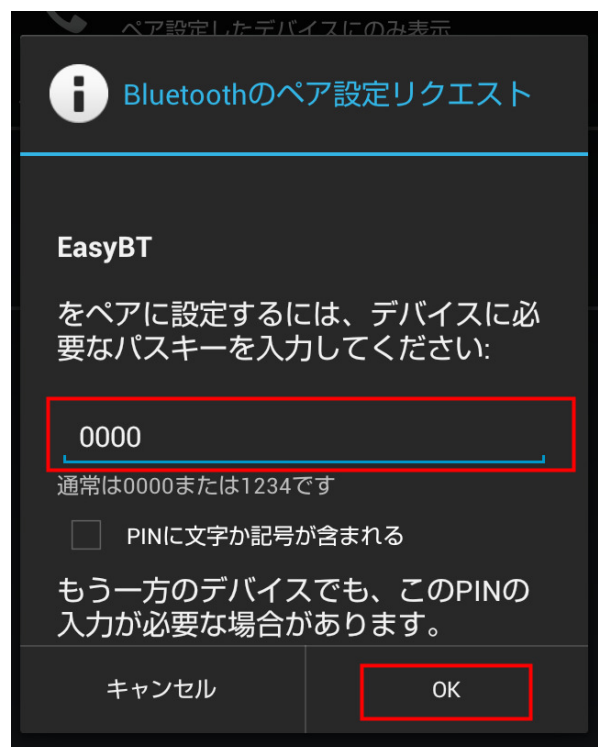 ペア設定したデバイスにのみ表示
Bluetoothのペア設定リクエスト
EasyBT
をペアに設定するには、デバイスに必
要なパスキーを入力してください:
0000
通常は0000または1234です
PINに文字か記号が含まれる
もう一方のデバイスでも、このPINの
入力が必要な場合があります。
キャンセル
OK